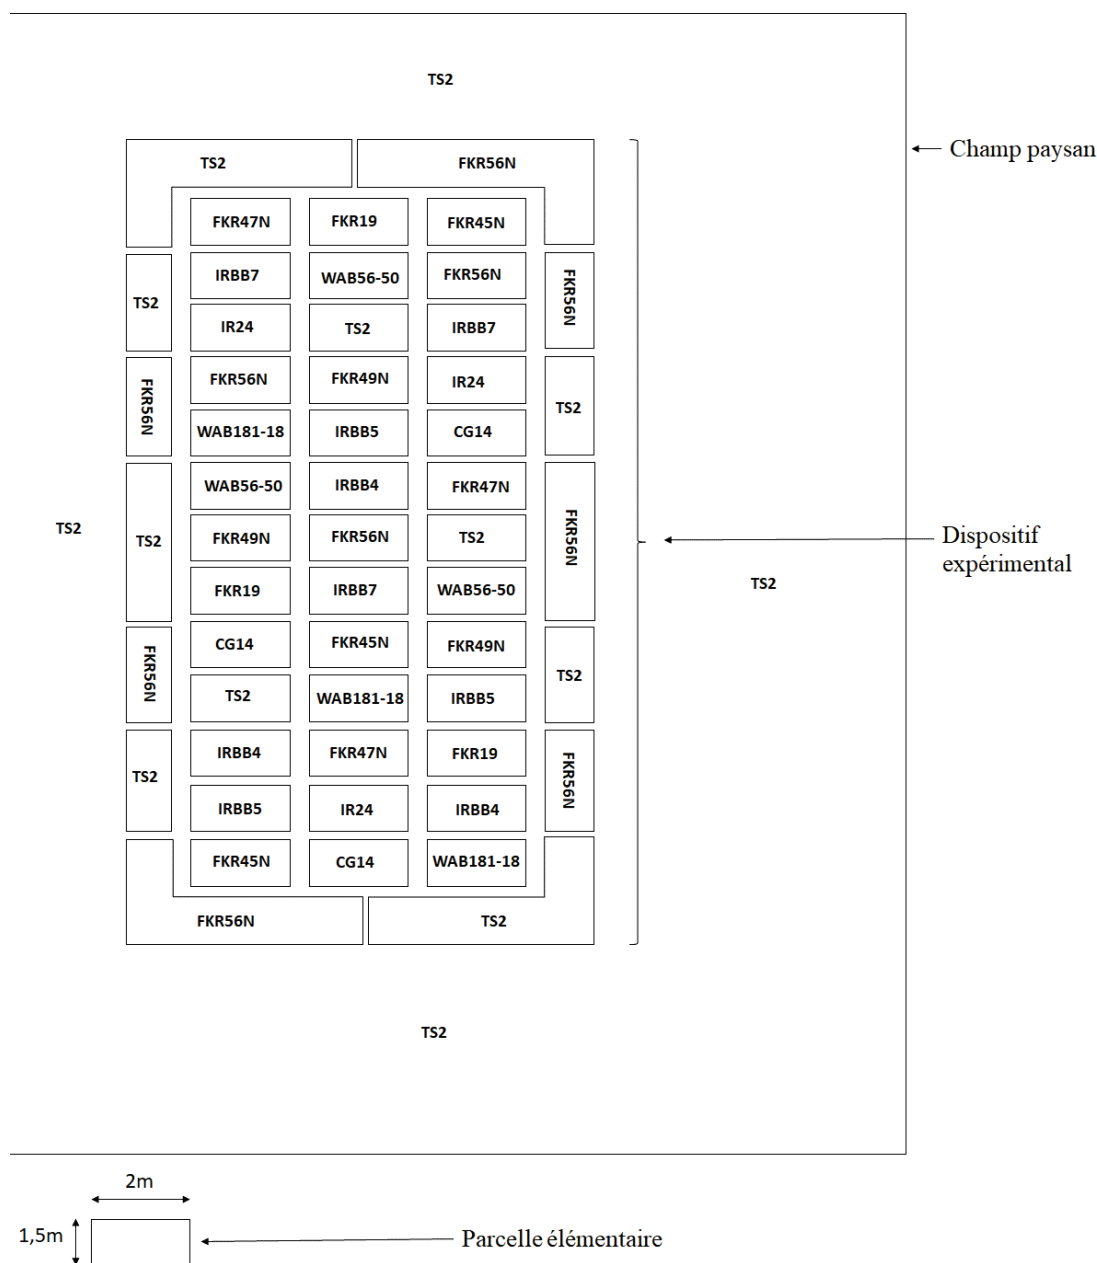 TS2
Champ paysan
TS2
FKR56N
FKR47N
FKR19
FKR45N
TS2
IRBB7
WAB56-50
FKR56N
FKR56N
IR24
TS2
IRBB7
FKR56N
FKR56N
FKR49N
IR24
TS2
WAB181-18
IRBB5
CG14
WAB56-50
IRBB4
FKR47N
TS2
TS2
FKR49N
FKR56N
TS2
FKR56N
Dispositif
expérimental
TS2
FKR19
IRBB7
WAB56-50
FKR56N
CG14
FKR45N
FKR49N
TS2
TS2
WAB181-18
IRBB5
TS2
IRBB4
FKR47N
FKR19
FKR56N
IRBB5
IR24
IRBB4
FKR45N
CG14
WAB181-18
FKR56N
TS2
TS2
2m
1,5m
Parcelle élémentaire